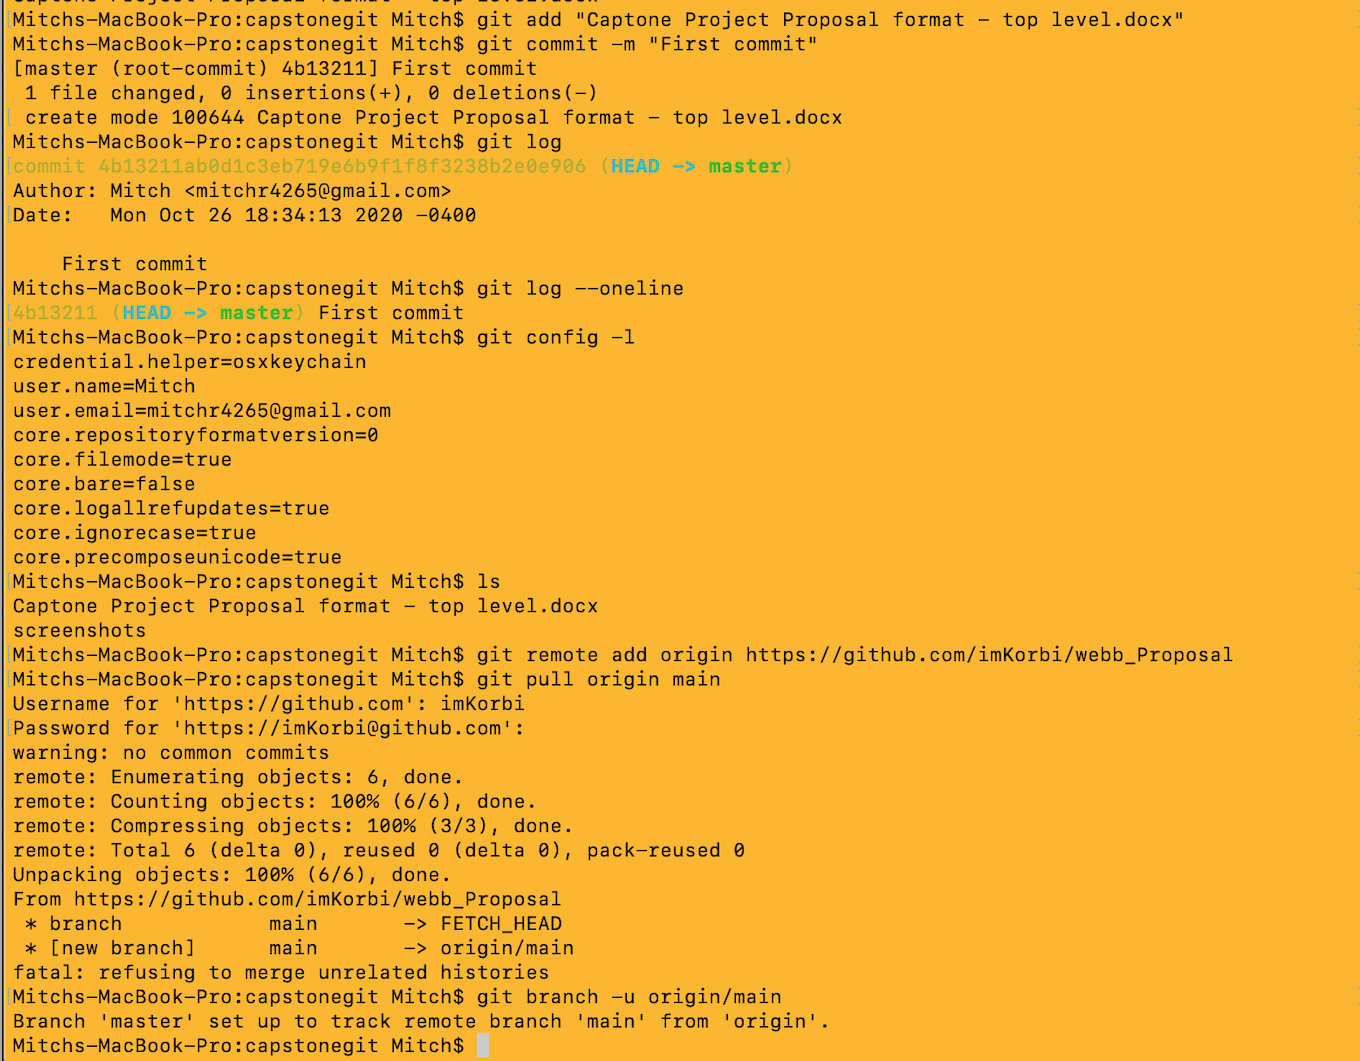 Mitchs-MacBook-Pro:capstonegit Mitch$ git add "Captone Project Proposal format - top level.docx"
Mitchs-MacBook-Pro:capstonegit Mitch$ git commit -m "First commit"
[master (root-commit) 4b13211] First commit
 1 file changed, 0 insertions(+), 0 deletions(-)
 create mode 100644 Captone Project Proposal format - top level.docx
Mitchs-MacBook-Pro:capstonegit Mitch$ git log
commit 4b13211ab0d1c3eb719e6b9f1f8f3238b2e0e906 (HEAD -> master)
Author: Mitch <mitchr4265@gmail.com>
Date:   Mon Oct 26 18:34:13 2020 -0400
    First commit
Mitchs-MacBook-Pro:capstonegit Mitch$ git log --oneline
4b13211 (HEAD -> master) First commit
Mitchs-MacBook-Pro:capstonegit Mitch$ git config -l
credential.helper=osxkeychain
user.name=Mitch
user.email=mitchr4265@gmail.com
core.repositoryformatversion=0
core.filemode=true
core.bare=false
core.logallrefupdates=true
core.ignorecase=true
core.precomposeunicode=true
Mitchs-MacBook-Pro:capstonegit Mitch$ ls
Captone Project Proposal format - top level.docx
screenshots
Mitchs-MacBook-Pro:capstonegit Mitch$ git remote add origin https://github.com/imKorbi/webb_Proposal
Mitchs-MacBook-Pro:capstonegit Mitch$ git pull origin main
Username for 'https://github.com': imKorbi
Password for 'https://imKorbi@github.com':
warning: no common commits
remote: Enumerating objects: 6, done.
remote: Counting objects: 100% (6/6), done.
remote: Compressing objects: 100% (3/3), done.
remote: Total 6 (delta 0), reused 0 (delta 0), pack-reused 0
Unpacking objects: 100% (6/6), done.
From https://github.com/imKorbi/webb_Proposal
 * branch            main       -> FETCH_HEAD
 * [new branch]      main       -> origin/main
fatal: refusing to merge unrelated histories
Mitchs-MacBook-Pro:capstonegit Mitch$ git branch -u origin/main
Branch 'master' set up to track remote branch 'main' from 'origin'.
Mitchs-MacBook-Pro:capstonegit Mitch$